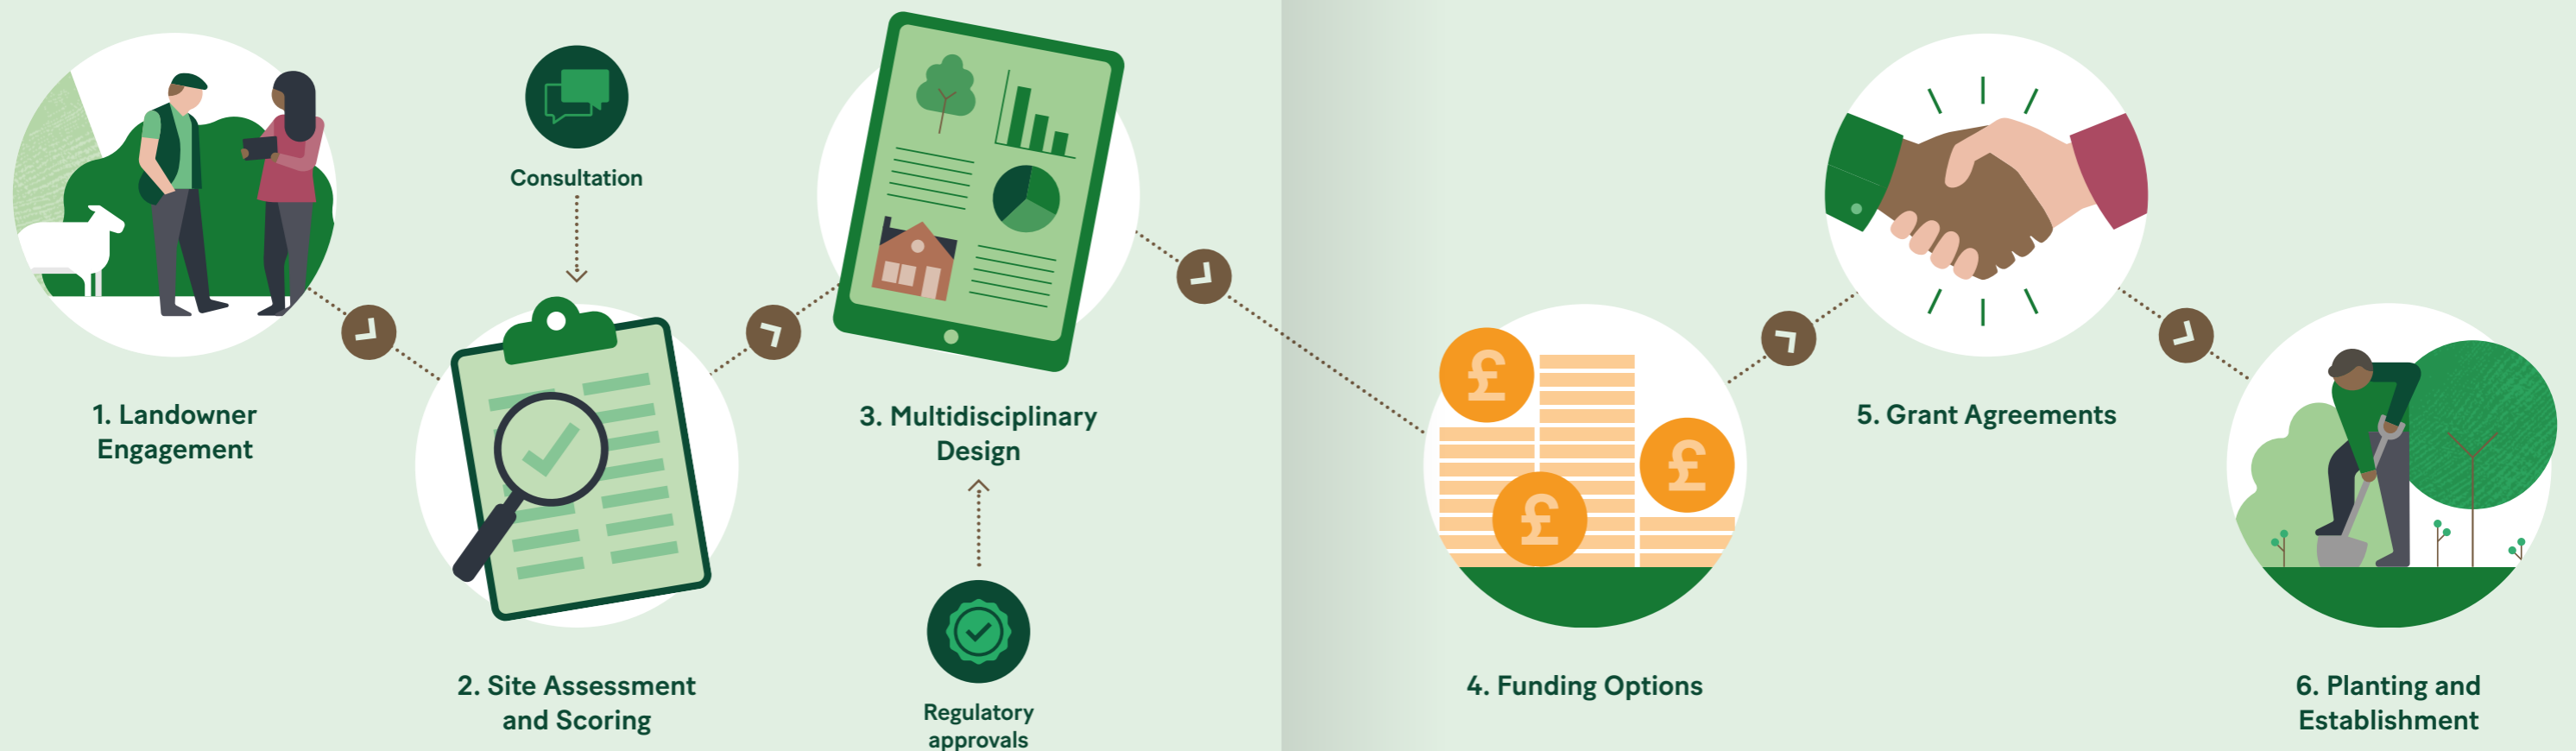 1. Landowner
Engagement
Consultation
2. Site Assessment
and Scoring
3. Multidisciplinary
Design
Regulatory
approvals
£
£
£
4. Funding Options
5. Grant Agreements
6. Planting and
Establishment